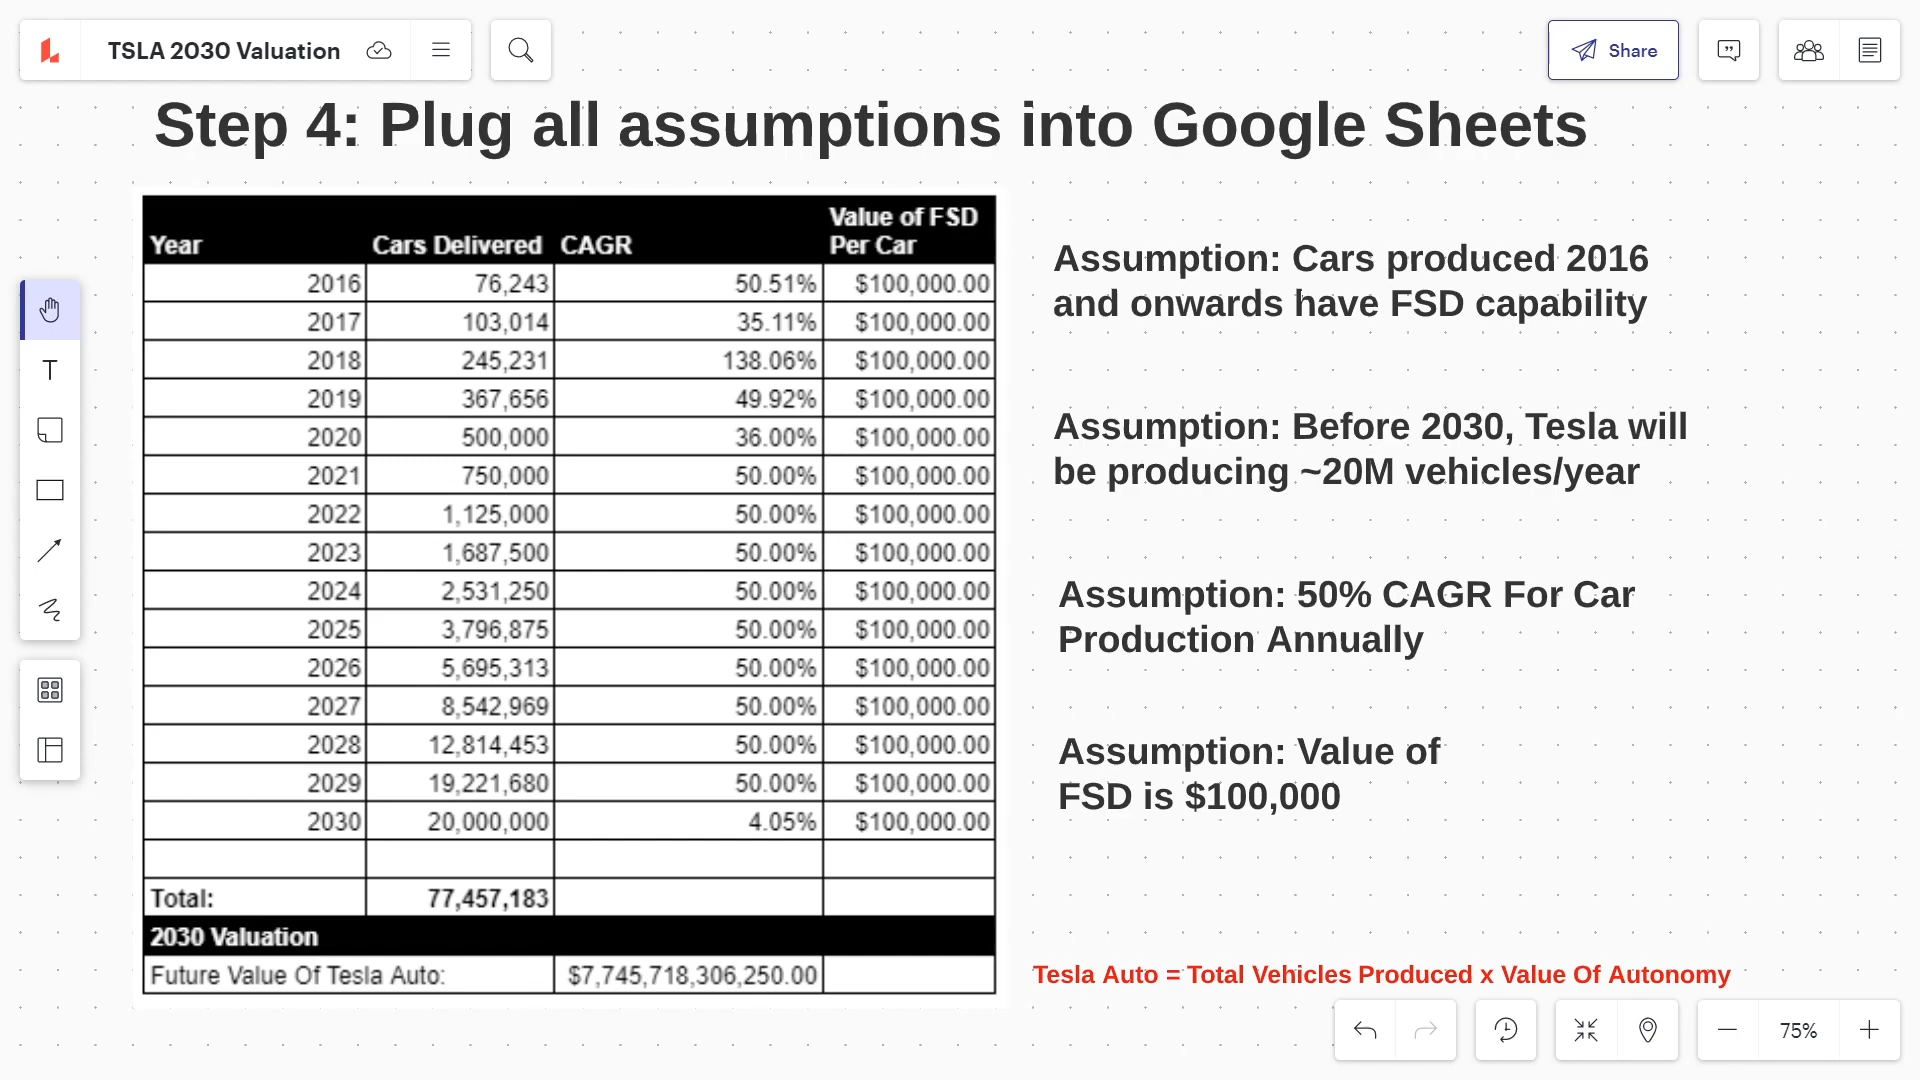 TSLA 2030 Valuation
Share
Step 4: Plug all assumptions into Google Sheets
Year Cars Delivered CAGR Value of FSD Per Car
2016 76,243 50.51% $100,000.00
2017 103,014 35.11% $100,000.00
2018 245,231 138.06% $100,000.00
2019 367,656 49.92% $100,000.00
2020 500,000 36.00% $100,000.00
2021 750,000 50.00% $100,000.00
2022 1,125,000 50.00% $100,000.00
2023 1,687,500 50.00% $100,000.00
2024 2,531,250 50.00% $100,000.00
2025 3,796,875 50.00% $100,000.00
2026 5,695,313 50.00% $100,000.00
2027 8,542,969 50.00% $100,000.00
2028 12,814,453 50.00% $100,000.00
2029 19,221,680 50.00% $100,000.00
2030 20,000,000 4.05% $100,000.00
Total: 77,457,183
2030 Valuation
Future Value Of Tesla Auto: $7,745,718,306,250.00
Assumption: Cars produced 2016
and onwards have FSD capability
Assumption: Before 2030, Tesla will
be producing ~20M vehicles/year
Assumption: 50% CAGR For Car
Production Annually
Assumption: Value of
FSD is $100,000
Tesla Auto = Total Vehicles Produced x Value Of Autonomy
T
75%